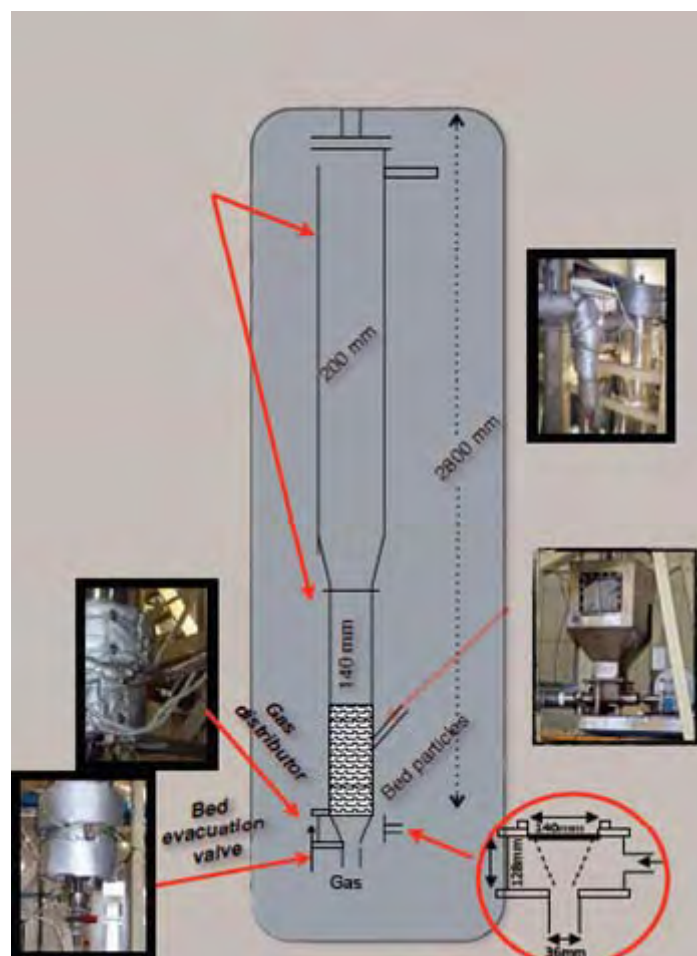 200 mm
2800 mm
140 mm
Gas
distributor
Bed particles
Bed
evacuation
valve
Gas
140mm
128mm
36mm